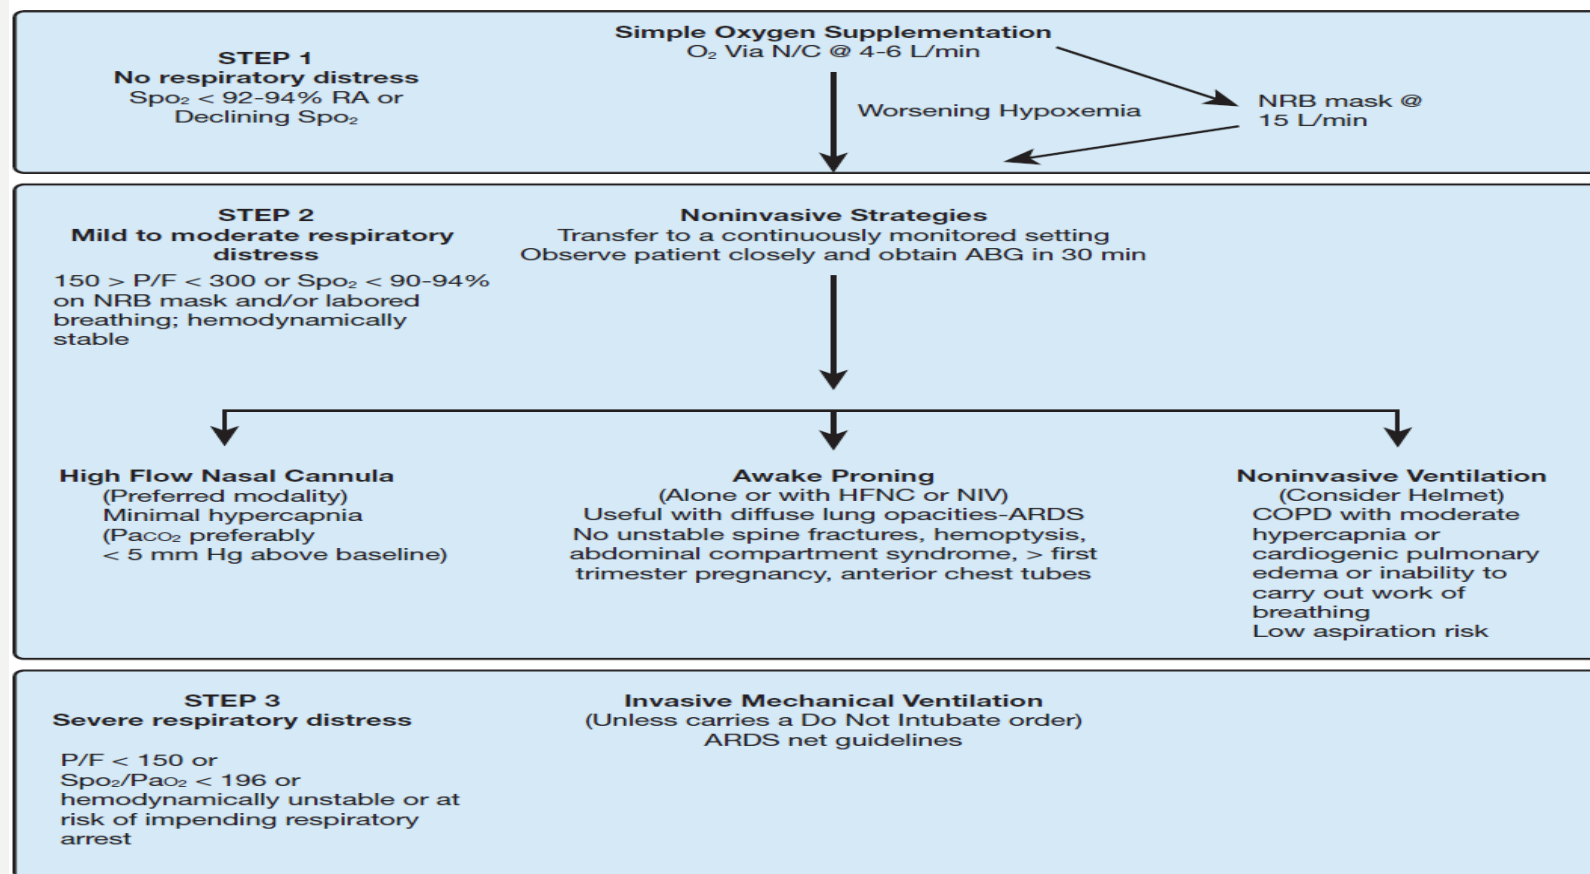 STEP 1
No respiratory distress
Spo₂ < 92-94% RA or
Declining Spo₂
Simple Oxygen Supplementation
O₂ Via N/C @ 4-6 L/min
Worsening Hypoxemia
NRB mask @
15 L/min
STEP 2
Mild to moderate respiratory
distress
150 > P/F < 300 or Spo₂ < 90-94%
on NRB mask and/or labored
breathing; hemodynamically
stable
Noninvasive Strategies
Transfer to a continuously monitored setting
Observe patient closely and obtain ABG in 30 min
High Flow Nasal Cannula
(Preferred modality)
Minimal hypercapnia
(Paco₂ preferably
< 5 mm Hg above baseline)
Awake Proning
(Alone or with HFNC or NIV)
Useful with diffuse lung opacities-ARDS
No unstable spine fractures, hemoptysis,
abdominal compartment syndrome, > first
trimester pregnancy, anterior chest tubes
Noninvasive Ventilation
(Consider Helmet)
COPD with moderate
hypercapnia or
cardiogenic pulmonary
edema or inability to
carry out work of
breathing
Low aspiration risk
STEP 3
Severe respiratory distress
P/F < 150 or
Spo₂/Pao₂ < 196 or
hemodynamically unstable or at
risk of impending respiratory
arrest
Invasive Mechanical Ventilation
(Unless carries a Do Not Intubate order)
ARDS net guidelines